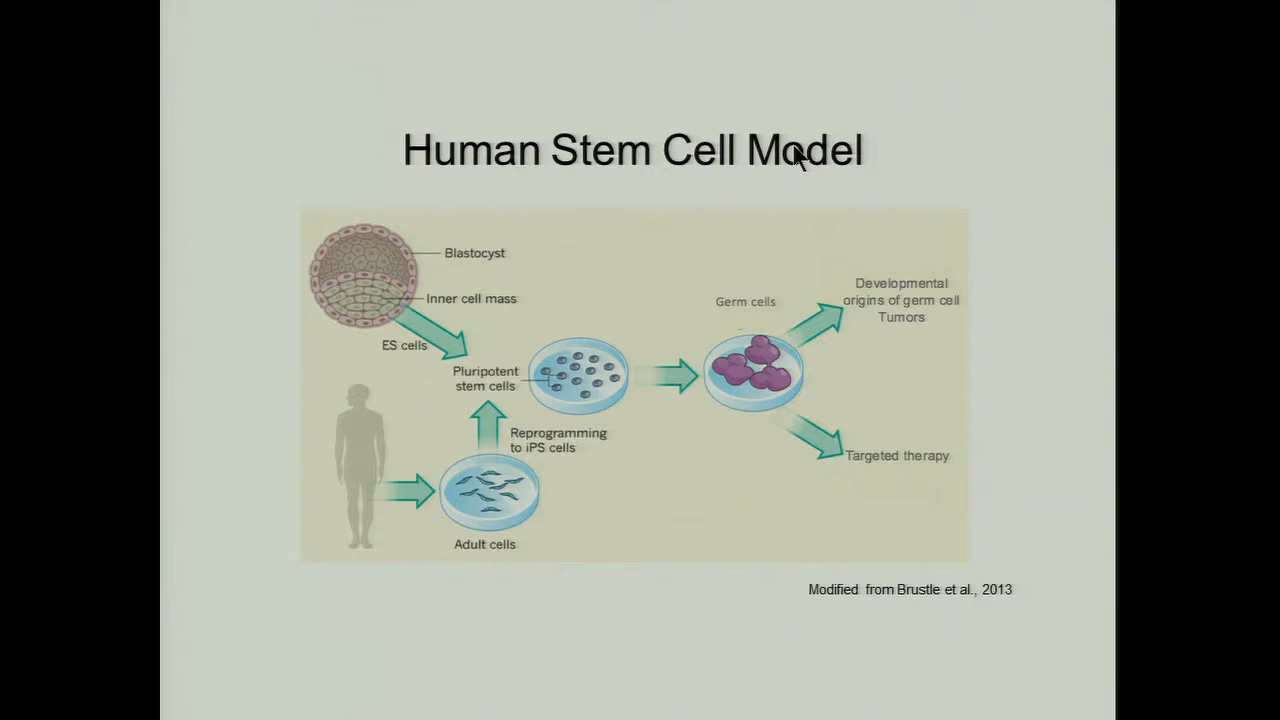 Human Stem Cell Model
Blastocyst
Inner cell mass
ES cells
Pluripotent
stem cells
Reprogramming
to iPS cells
Adult cells
Germ cells
Developmental
origins of germ cell
Tumors
Targeted therapy
Modified from Brustle et al., 2013